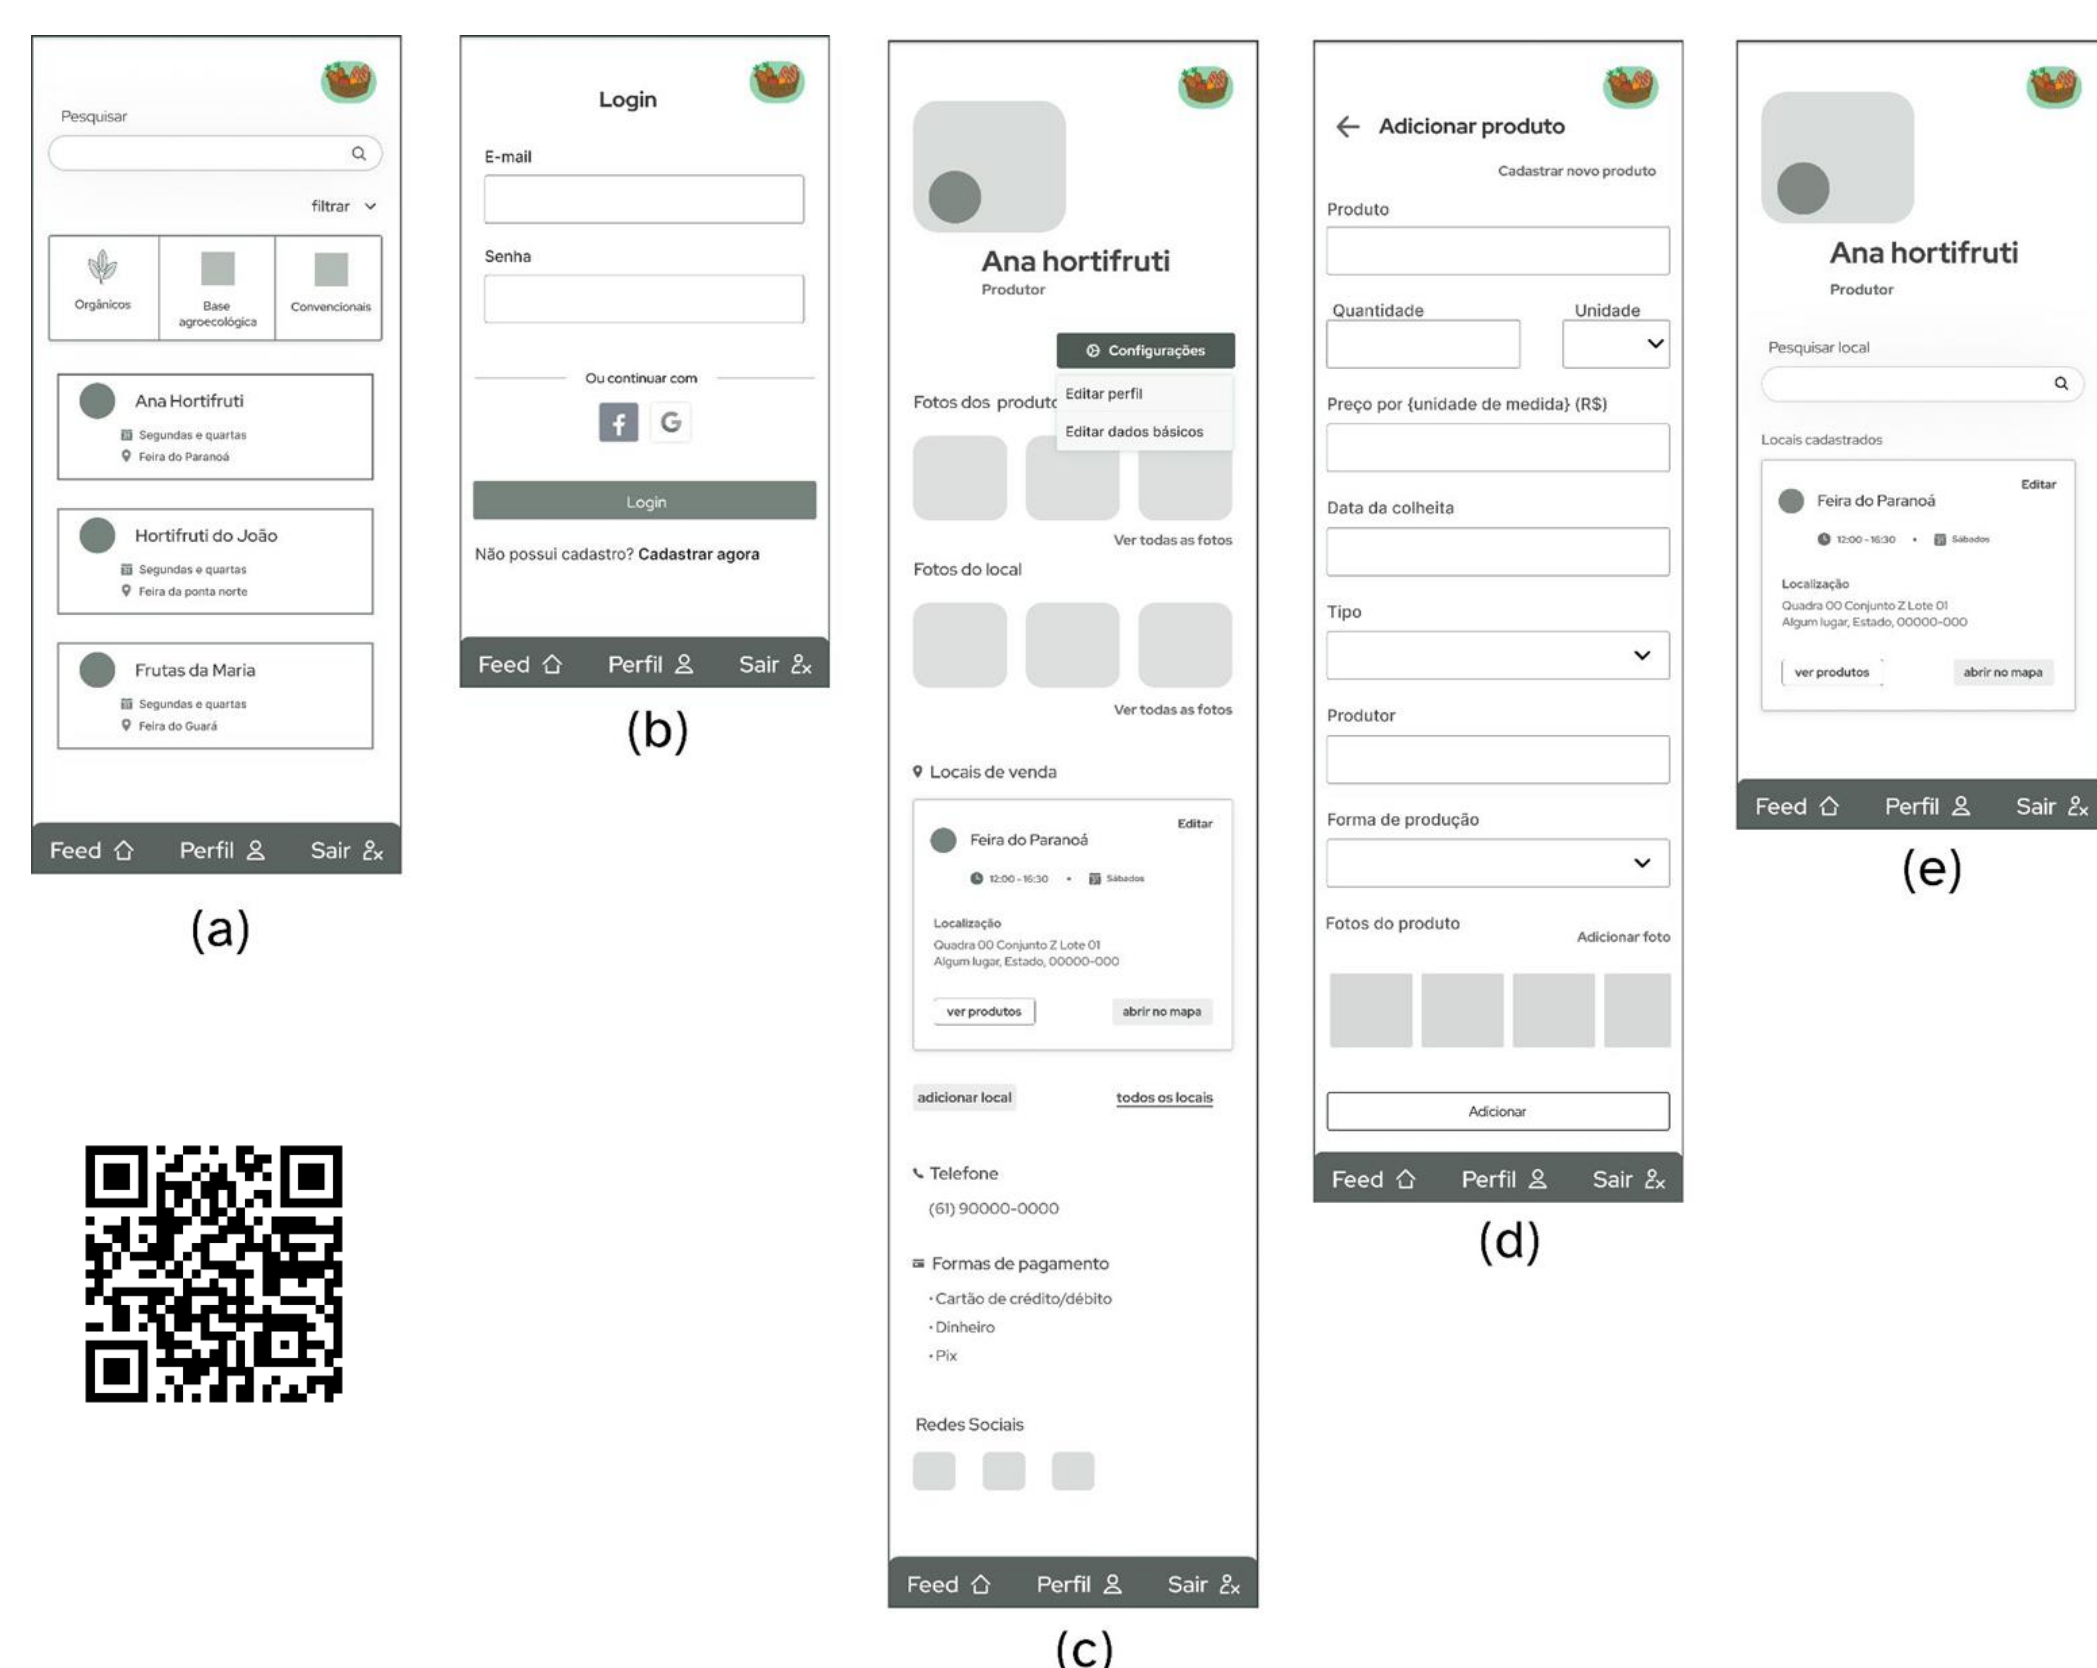 Pesquisar
filtrar
Orgânicos
Base
agroecológica
Convencionais
Ana Hortifruti
Segundas e quartas
Feira do Paranoá
Hortifruti do João
Segundas e quartas
Feira da ponta norte
Frutas da Maria
Segundas e quartas
Feira do Guará
Feed Perfil Sair
(a)
Login
E-mail
Senha
Ou continuar com
f G
Login
Não possui cadastro? Cadastrar agora
Feed Perfil Sair
(b)
Ana hortifruti
Produtor
Configurações
Editar perfil
Editar dados básicos
Fotos dos produto
Ver todas as fotos
Fotos do local
Ver todas as fotos
Locais de venda
Editar
Feira do Paranoá
12:00 - 16:30 • Sábados
Localização
Quadra 00 Conjunto Z Lote 01
Algum lugar, Estado, 00000-000
ver produtos abrir no mapa
adicionar local todos os locais
Telefone
(61) 90000-0000
Formas de pagamento
• Cartão de crédito/débito
• Dinheiro
• Pix
Redes Sociais
Feed Perfil Sair
(c)
Adicionar produto
Cadastrar novo produto
Produto
Quantidade Unidade
Preço por {unidade de medida} (R$)
Data da colheita
Tipo
Produtor
Forma de produção
Fotos do produto
Adicionar foto
Adicionar
Feed Perfil Sair
(d)
Ana hortifruti
Produtor
Pesquisar local
Locais cadastrados
Editar
Feira do Paranoá
12:00 - 16:30 • Sábados
Localização
Quadra 00 Conjunto Z Lote 01
Algum lugar, Estado, 00000-000
ver produtos abrir no mapa
Feed Perfil Sair
(e)